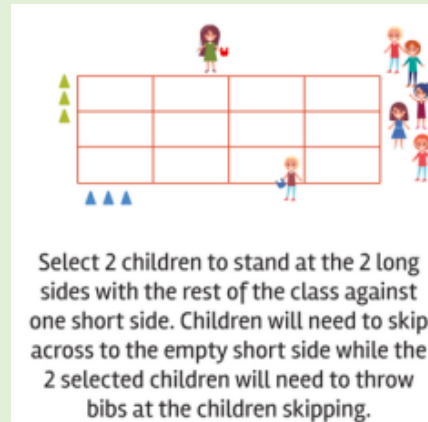 Select 2 children to stand at the 2 long
sides with the rest of the class against
one short side. Children will need to skip
across to the empty short side while the
2 selected children will need to throw
bibs at the children skipping.